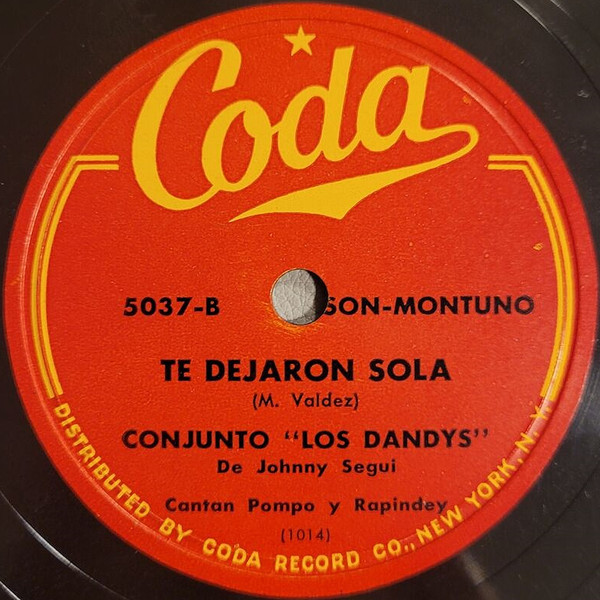 Coda
5037-B SON-MONTUNO
TE DEJARON SOLA
(M. Valdez)
CONJUNTO "LOS DANDYS"
De Johnny Segui
Cantan Pompo y Rapindey
(1014)
DISTRIBUTED BY CODA RECORD CO., NEW YORK, N.Y.